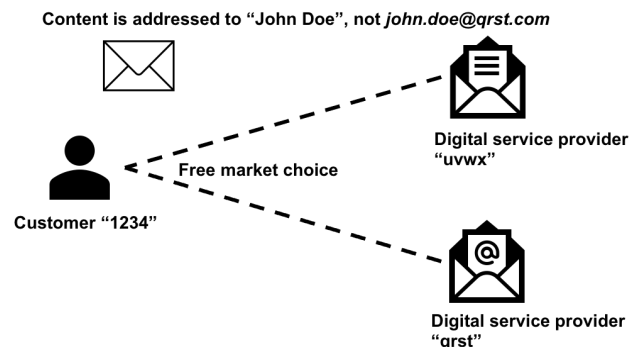 Content is addressed to “John Doe”, not john.doe@qrst.com
Digital service provider
“uvwx”
Free market choice
Customer “1234”
@
Digital service provider
“qrst”